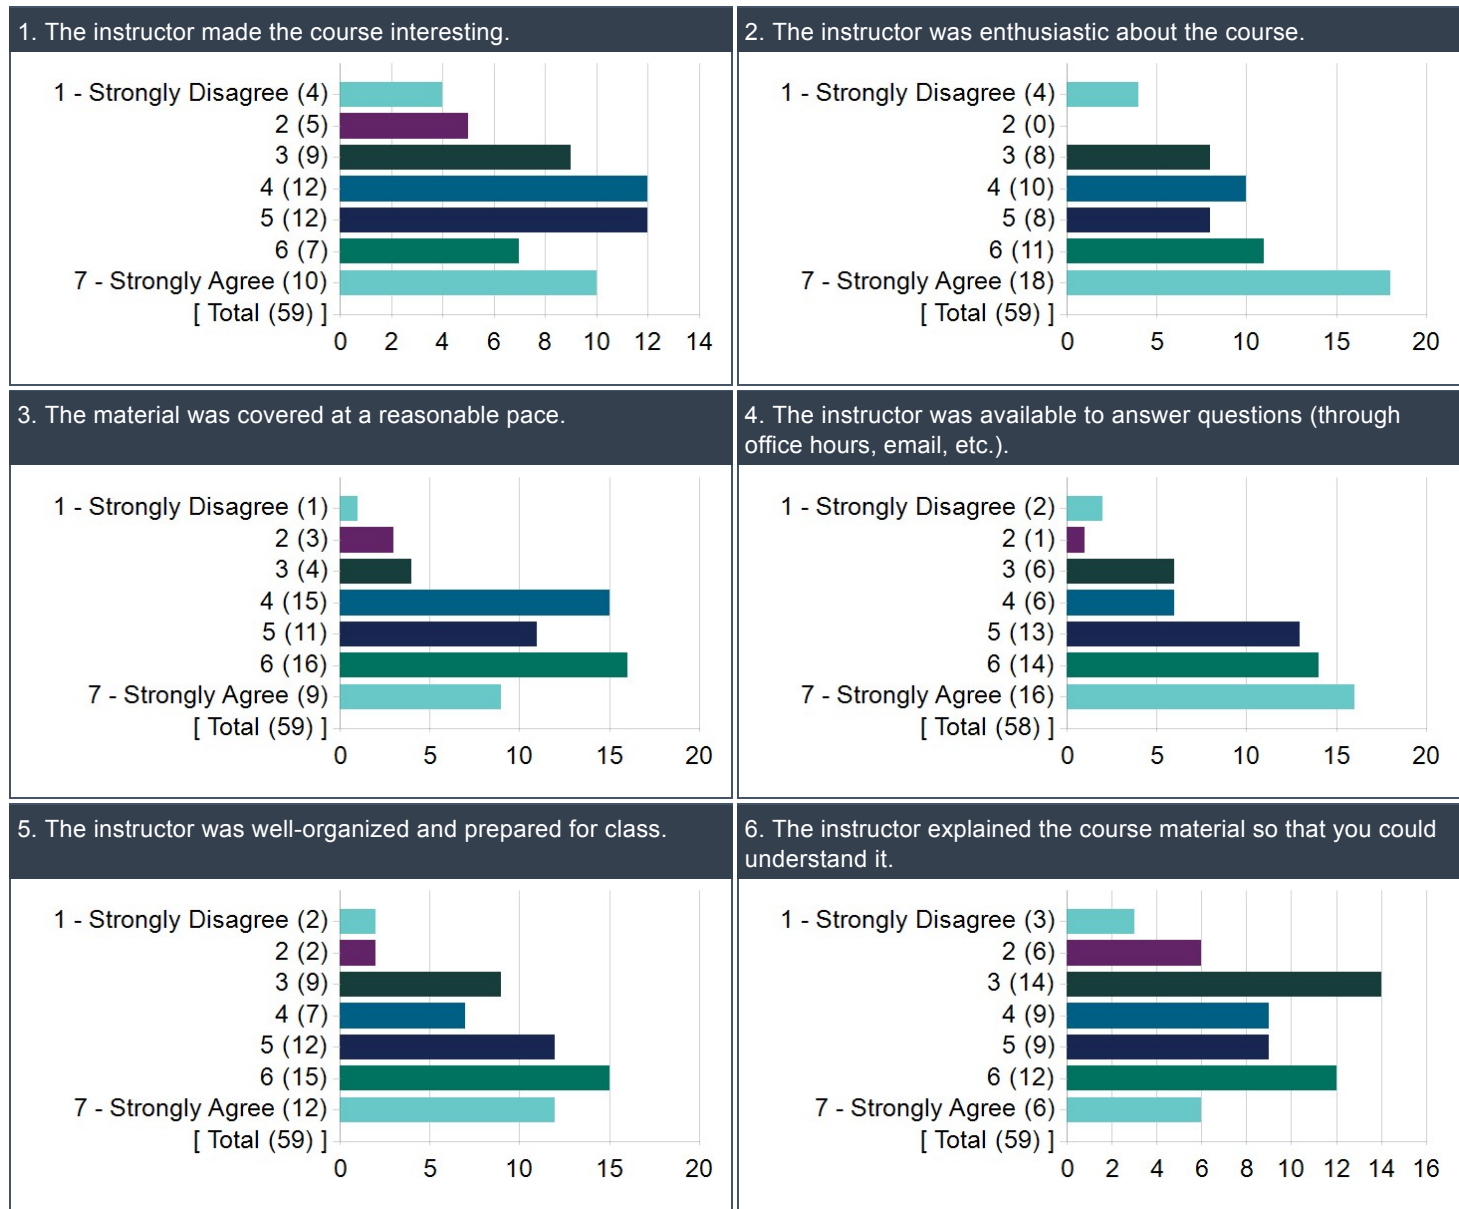 1. The instructor made the course interesting.
1 - Strongly Disagree (4)
2 (5)
3 (9)
4 (12)
5 (12)
6 (7)
7 - Strongly Agree (10)
[ Total (59) ]
0 2 4 6 8 10 12 14
2. The instructor was enthusiastic about the course.
1 - Strongly Disagree (4)
2 (0)
3 (8)
4 (10)
5 (8)
6 (11)
7 - Strongly Agree (18)
[ Total (59) ]
0 5 10 15 20
3. The material was covered at a reasonable pace.
1 - Strongly Disagree (1)
2 (3)
3 (4)
4 (15)
5 (11)
6 (16)
7 - Strongly Agree (9)
[ Total (59) ]
0 5 10 15 20
4. The instructor was available to answer questions (through
office hours, email, etc.).
1 - Strongly Disagree (2)
2 (1)
3 (6)
4 (6)
5 (13)
6 (14)
7 - Strongly Agree (16)
[ Total (58) ]
0 5 10 15 20
5. The instructor was well-organized and prepared for class.
1 - Strongly Disagree (2)
2 (2)
3 (9)
4 (7)
5 (12)
6 (15)
7 - Strongly Agree (12)
[ Total (59) ]
0 5 10 15 20
6. The instructor explained the course material so that you could
understand it.
1 - Strongly Disagree (3)
2 (6)
3 (14)
4 (9)
5 (9)
6 (12)
7 - Strongly Agree (6)
[ Total (59) ]
0 2 4 6 8 10 12 14 16